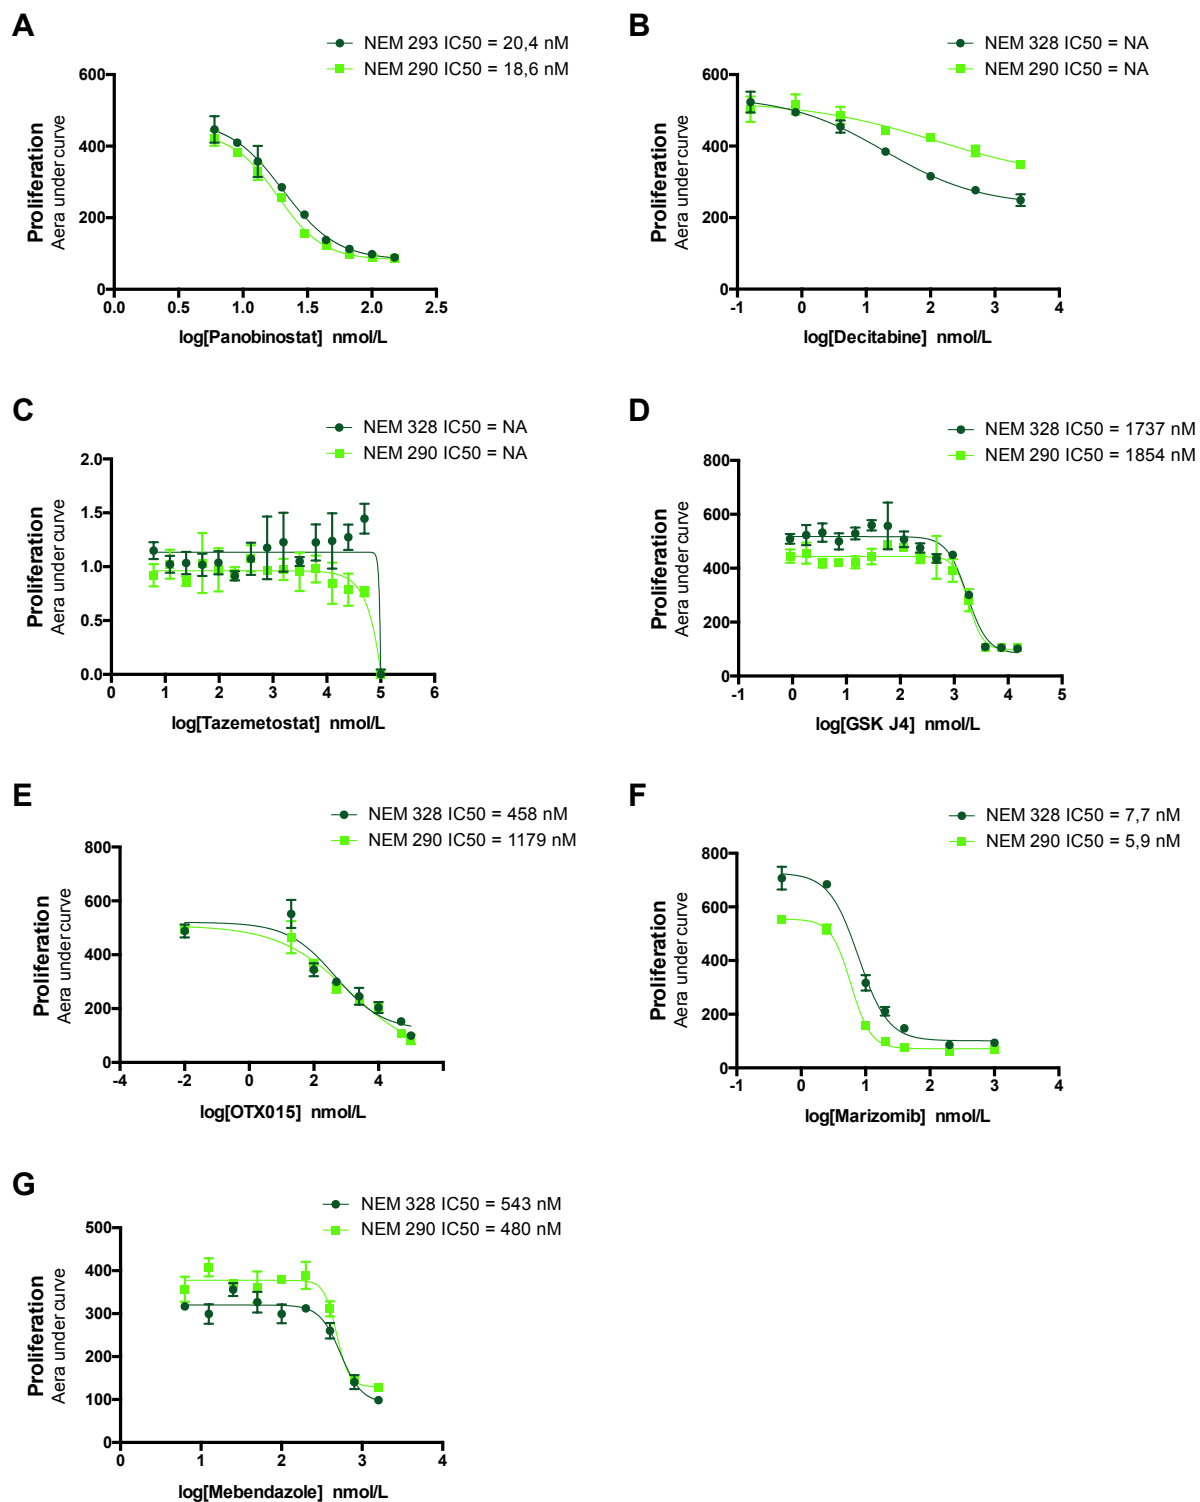 A
NEM 293 IC50 = 20,4 nM
NEM 290 IC50 = 18,6 nM
Proliferation
Aera under curve
600
400
200
0
0.0 0.5 1.0 1.5 2.0 2.5
log[Panobinostat] nmol/L
B
NEM 328 IC50 = NA
NEM 290 IC50 = NA
Proliferation
Aera under curve
600
400
200
0
-1 0 1 2 3 4
log[Decitabine] nmol/L
C
NEM 328 IC50 = NA
NEM 290 IC50 = NA
Proliferation
Aera under curve
2.0
1.5
1.0
0.5
0.0
0 1 2 3 4 5 6
log[Tazemetostat] nmol/L
D
NEM 328 IC50 = 1737 nM
NEM 290 IC50 = 1854 nM
Proliferation
Aera under curve
800
600
400
200
0
-1 0 1 2 3 4 5
log[GSK J4] nmol/L
E
NEM 328 IC50 = 458 nM
NEM 290 IC50 = 1179 nM
Proliferation
Aera under curve
800
600
400
200
0
-4 -2 0 2 4
log[OTX015] nmol/L
F
NEM 328 IC50 = 7,7 nM
NEM 290 IC50 = 5,9 nM
Proliferation
Aera under curve
800
600
400
200
0
-1 0 1 2 3 4
log[Marizomib] nmol/L
G
NEM 328 IC50 = 543 nM
NEM 290 IC50 = 480 nM
Proliferation
Aera under curve
500
400
300
200
100
0
0 1 2 3 4
log[Mebendazole] nmol/L